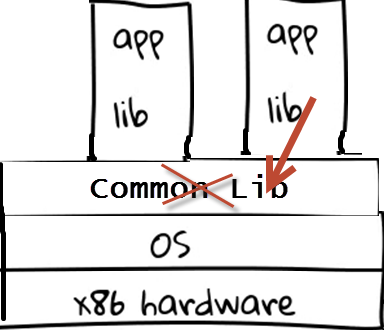 app app
lib lib
Common Lib
OS
x86 hardware